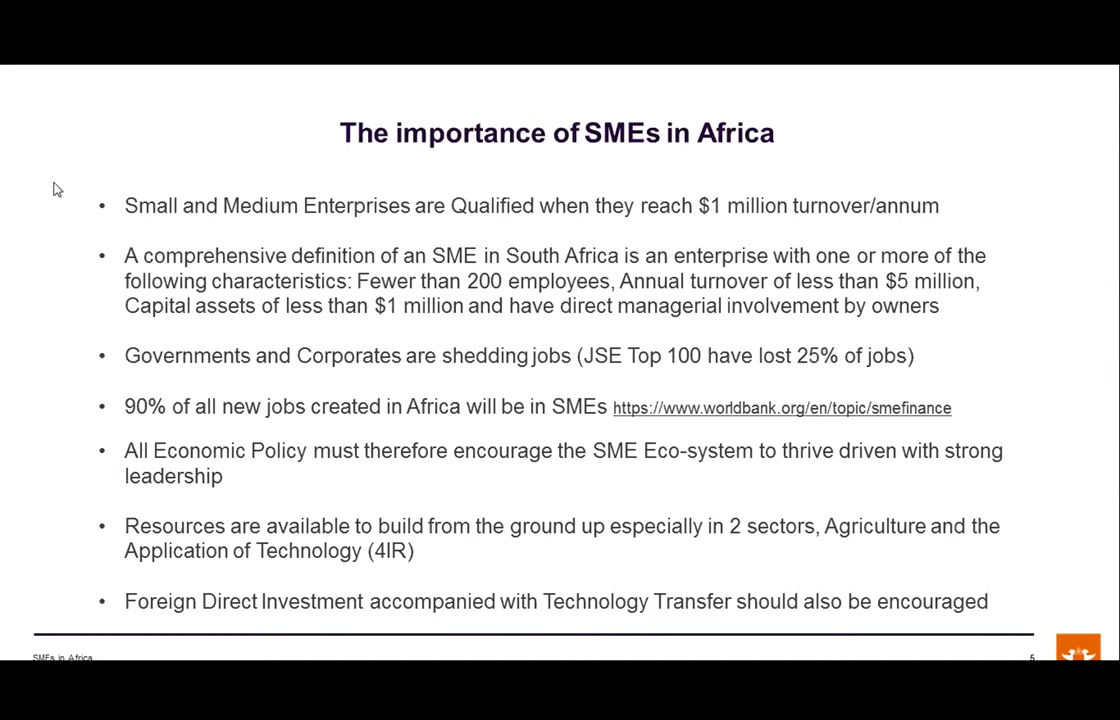 The importance of SMEs in Africa
• Small and Medium Enterprises are Qualified when they reach $1 million turnover/annum
• A comprehensive definition of an SME in South Africa is an enterprise with one or more of the
following characteristics: Fewer than 200 employees, Annual turnover of less than $5 million,
Capital assets of less than $1 million and have direct managerial involvement by owners
• Governments and Corporates are shedding jobs (JSE Top 100 have lost 25% of jobs)
• 90% of all new jobs created in Africa will be in SMEs https://www.worldbank.org/en/topic/smefinance
• All Economic Policy must therefore encourage the SME Eco-system to thrive driven with strong
leadership
• Resources are available to build from the ground up especially in 2 sectors, Agriculture and the
Application of Technology (4IR)
• Foreign Direct Investment accompanied with Technology Transfer should also be encouraged
SMEs in Africa
5